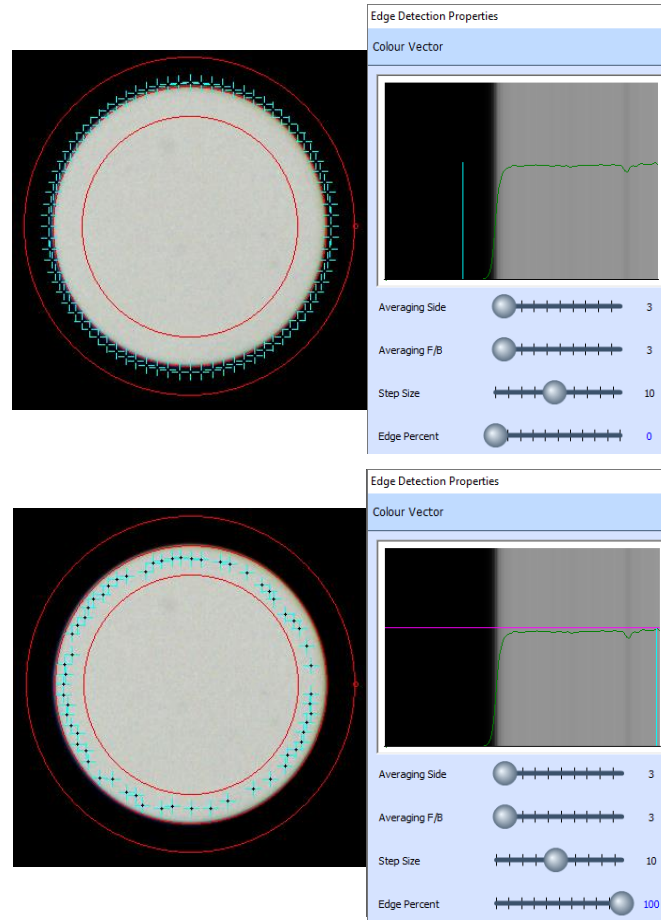 Edge Detection Properties
Colour Vector
Averaging Side 3
Averaging F/B 3
Step Size 10
Edge Percent 0
Edge Detection Properties
Colour Vector
Averaging Side 3
Averaging F/B 3
Step Size 10
Edge Percent 100